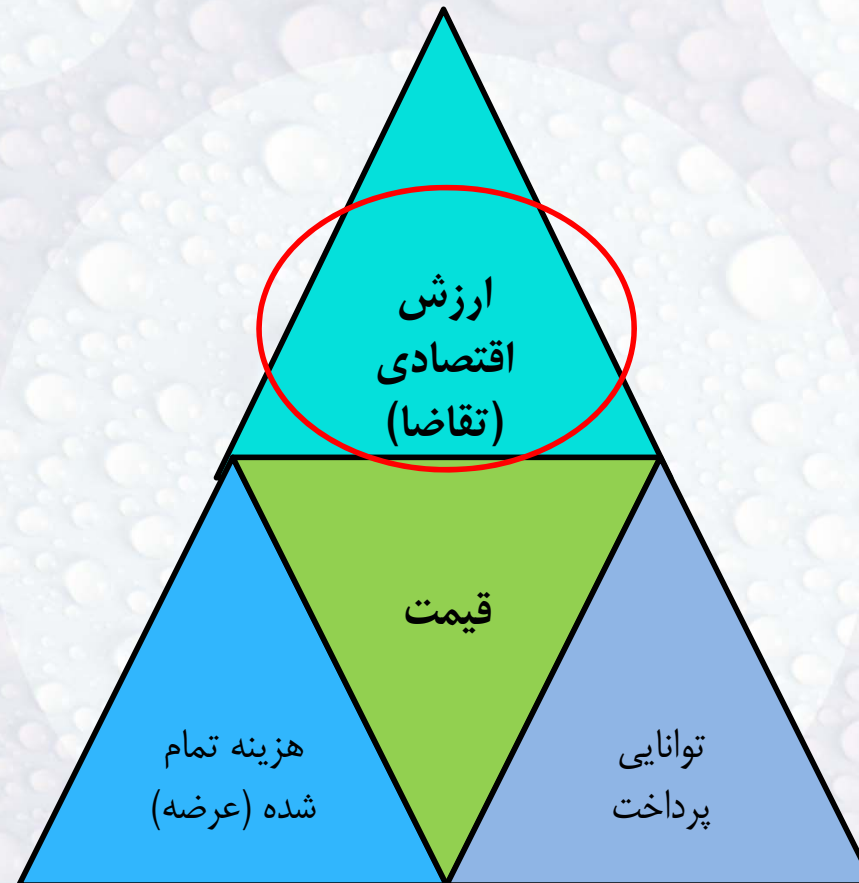 ارزش
اقتصادی
(تقاضا)
قیمت
توانایی
پرداخت
هزینه تمام
شده (عرضه)